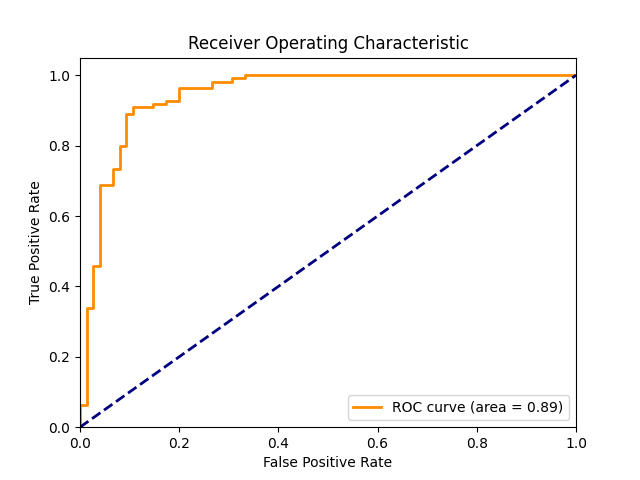 Receiver Operating Characteristic
True Positive Rate
1.0
0.8
0.6
0.4
0.2
0.0
0.0 0.2 0.4 0.6 0.8 1.0
False Positive Rate
ROC curve (area = 0.89)